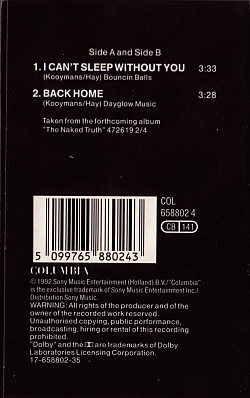 Side A and Side B
1. I CAN'T SLEEP WITHOUT YOU 3:33
(Kooymans/Hay) Bouncin Balls
2. BACK HOME 3:28
(Kooymans/Hay) Dayglow Music
Taken from the forthcoming album
"The Naked Truth" 472619 2/4
COL
658802 4
CB 141
5 099765 880243
COLUMBIA
© 1992 Sony Music Entertainment (Holland) B.V./"Columbia"
is the exclusive trademark of Sony Music Entertainment Inc./
Distribution Sony Music.
WARNING: All rights of the producer and of the
owner of the recorded work reserved.
Unauthorised copying, public performance,
broadcasting, hiring or rental of this recording
prohibited.
"Dolby" and the are trademarks of Dolby
Laboratories Licensing Corporation.
17-658802-35